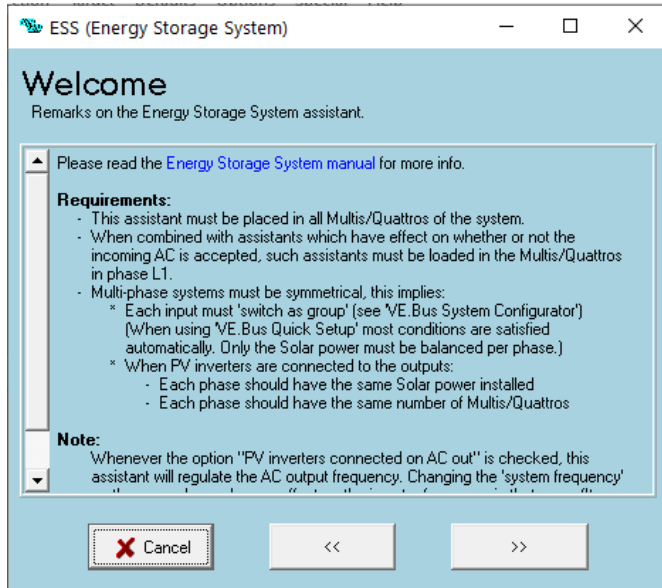 ESS (Energy Storage System)
Welcome
Remarks on the Energy Storage System assistant.
Please read the Energy Storage System manual for more info.
Requirements:
- This assistant must be placed in all Multis/Quattros of the system.
- When combined with assistants which have effect on whether or not the
incoming AC is accepted, such assistants must be loaded in the Multis/Quattros
in phase L1.
- Multi-phase systems must be symmetrical, this implies:
* Each input must 'switch as group' (see 'VE.Bus System Configurator')
(When using 'VE.Bus Quick Setup' most conditions are satisfied
automatically. Only the Solar power must be balanced per phase.)
* When PV inverters are connected to the outputs:
- Each phase should have the same Solar power installed
- Each phase should have the same number of Multis/Quattros
Note:
Whenever the option "PV inverters connected on AC out" is checked, this
assistant will regulate the AC output frequency. Changing the 'system frequency'
Cancel
<<
>>